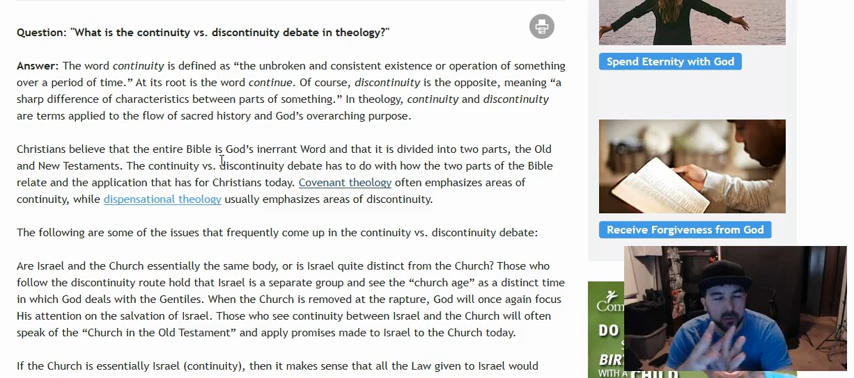 Question: "What is the continuity vs. discontinuity debate in theology?"
Answer: The word continuity is defined as “the unbroken and consistent existence or operation of something
over a period of time.” At its root is the word continue. Of course, discontinuity is the opposite, meaning “a
sharp difference of characteristics between parts of something.” In theology, continuity and discontinuity
are terms applied to the flow of sacred history and God’s overarching purpose.
Christians believe that the entire Bible is God’s inerrant Word and that it is divided into two parts, the Old
and New Testaments. The continuity vs. discontinuity debate has to do with how the two parts of the Bible
relate and the application that has for Christians today. Covenant theology often emphasizes areas of
continuity, while dispensational theology usually emphasizes areas of discontinuity.
The following are some of the issues that frequently come up in the continuity vs. discontinuity debate:
Are Israel and the Church essentially the same body, or is Israel quite distinct from the Church? Those who
follow the discontinuity route hold that Israel is a separate group and see the “church age” as a distinct time
in which God deals with the Gentiles. When the Church is removed at the rapture, God will once again focus
His attention on the salvation of Israel. Those who see continuity between Israel and the Church will often
speak of the “Church in the Old Testament” and apply promises made to Israel to the Church today.
If the Church is essentially Israel (continuity), then it makes sense that all the Law given to Israel would
Spend Eternity with God
Receive Forgiveness from God
DO
WITH A CHILD